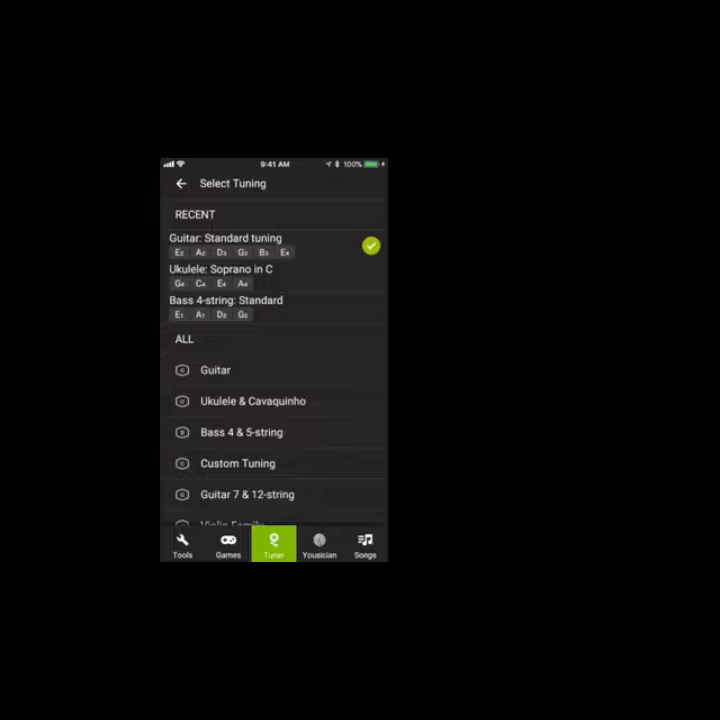 9:41 AM 100%
Select Tuning
RECENT
Guitar: Standard tuning
E2 A2 D3 G3 B3 E4
Ukulele: Soprano in C
G4 C4 E4 A4
Bass 4-string: Standard
E1 A1 D2 G2
ALL
Guitar
Ukulele & Cavaquinho
Bass 4 & 5-string
Custom Tuning
Guitar 7 & 12-string
Violin Family
Tools Games Tuner Yousician Songs